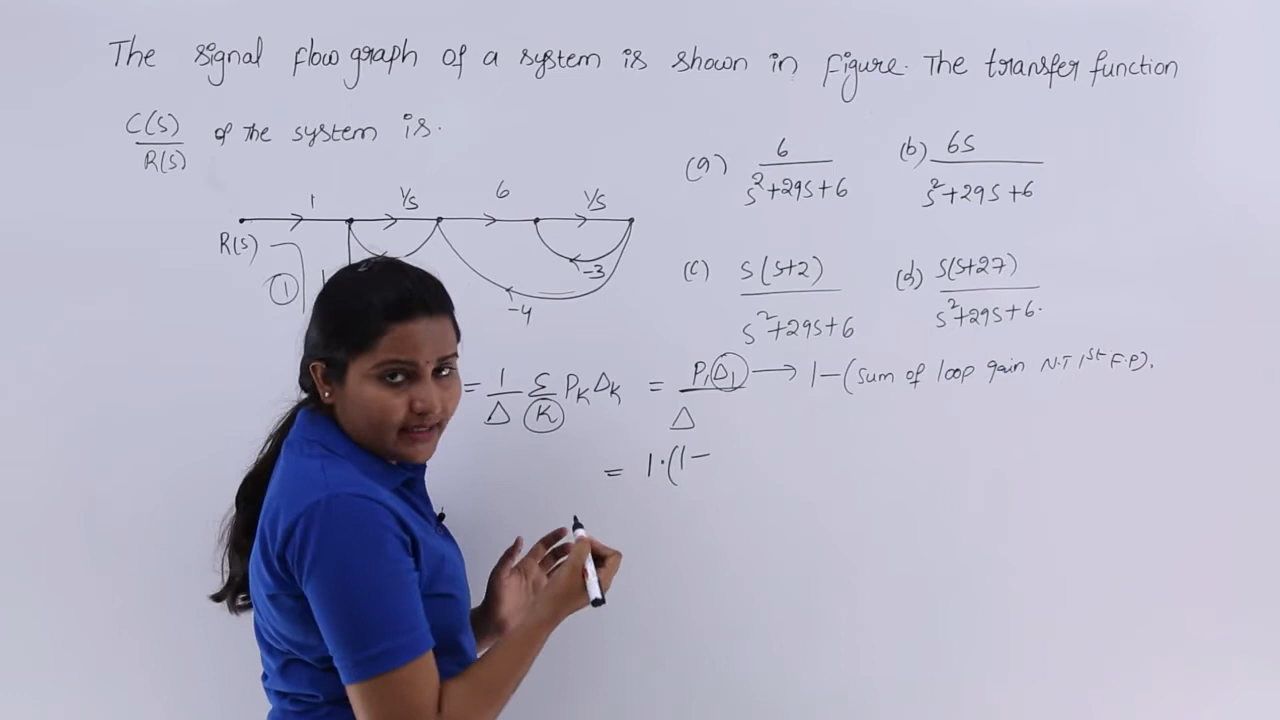 The signal flow graph of a system is shown in figure. The transfer function
C(s)/R(s) of the system is.
(a) 6/(s²+29s+6) (b) 6s/(s²+29s+6)
(c) s(s+2)/(s²+29s+6) (d) s(s+27)/(s²+29s+6).
1 1/s 6 1/s
R(s)
-3
1
-4
= 1/Δ Σ K P_K Δ_K = P₁Δ₁/Δ → 1-(sum of loop gain N.T 1st F.P).
= 1·(1-